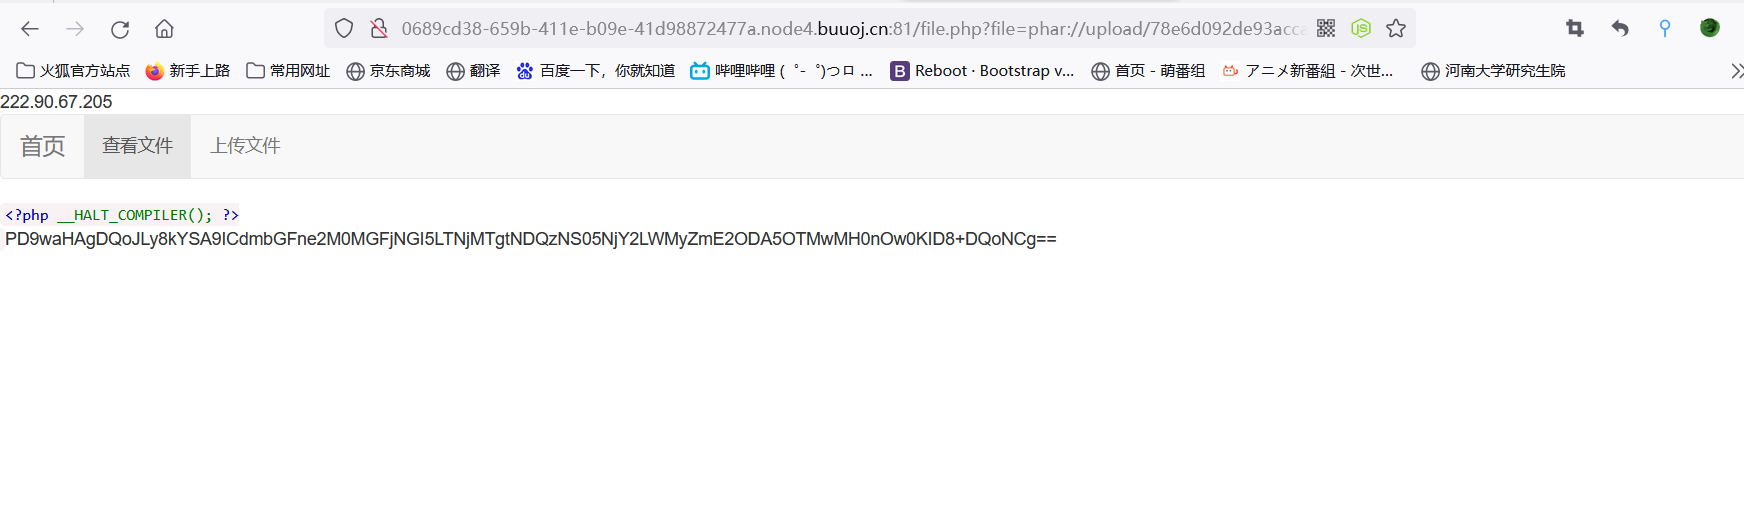 0689cd38-659b-411e-b09e-41d98872477a.node4.buuoj.cn:81/file.php?file=phar://upload/78e6d092de93acca
火狐官方站点 新手上路 常用网址 京东商城 翻译 百度一下，你就知道 哔哩哔哩 ( ゜- ゜)つロ ... Reboot · Bootstrap v... 首页 - 萌番组 アニメ新番組 - 次世... 河南大学研究生院
222.90.67.205
首页 查看文件 上传文件
<?php __HALT_COMPILER(); ?>
PD9waHAgDQoJLy8kYSA9ICdmbGFne2M0MGFjNGI5LTNjMTgtNDQzNS05NjY2LWMyZmE2ODA5OTMwMH0nOw0KID8+DQoNCg==